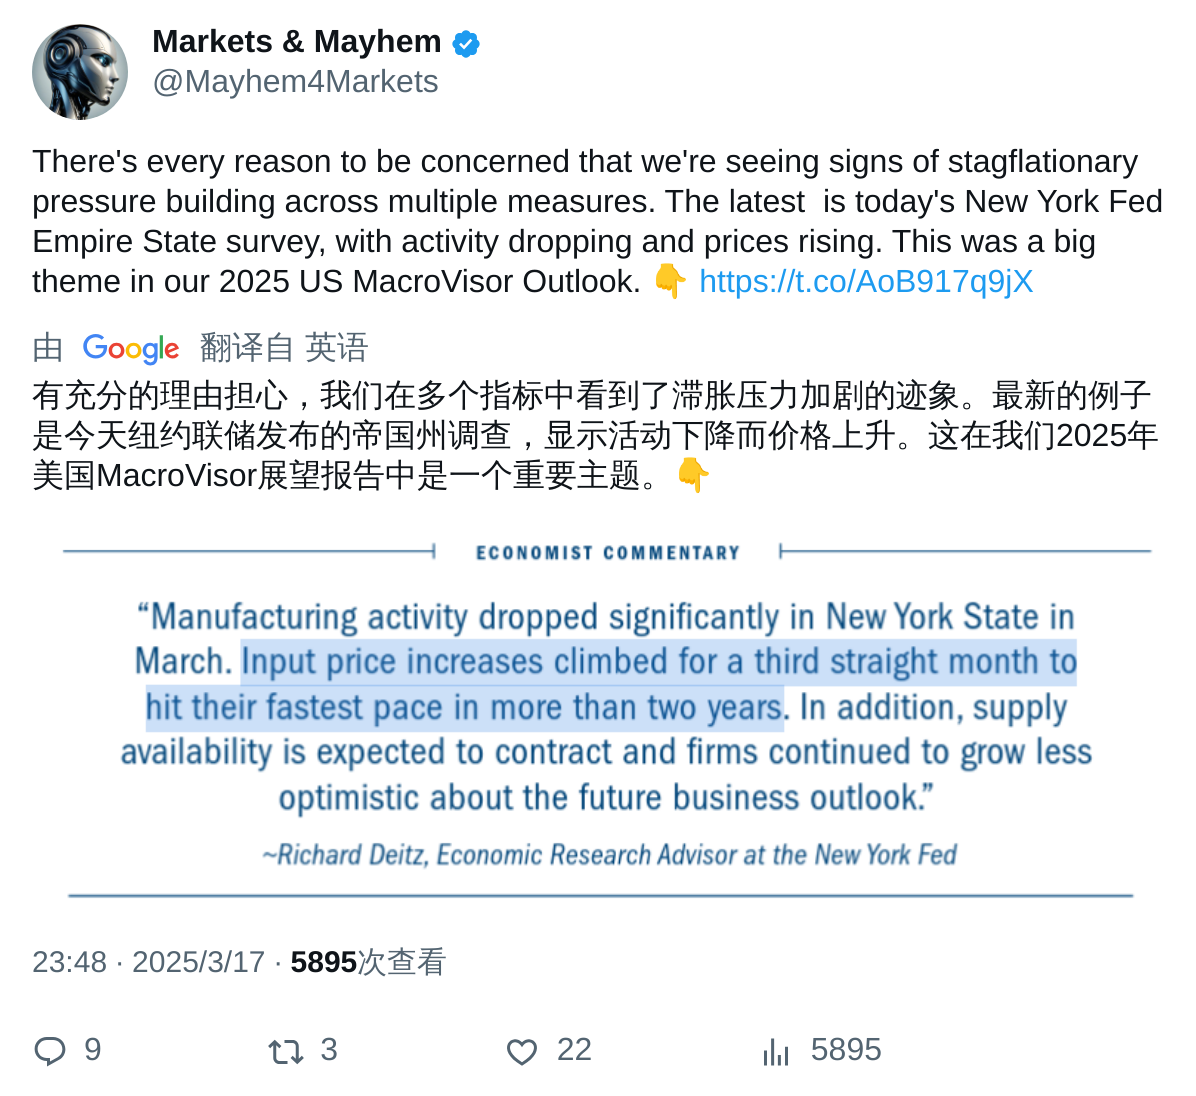 Markets & Mayhem
@Mayhem4Markets
There's every reason to be concerned that we're seeing signs of stagflationary
pressure building across multiple measures. The latest  is today's New York Fed
Empire State survey, with activity dropping and prices rising. This was a big
theme in our 2025 US MacroVisor Outlook. 👇 https://t.co/AoB917q9jX
由 Google 翻译自 英语
有充分的理由担心，我们在多个指标中看到了滞胀压力加剧的迹象。最新的例子
是今天纽约联储发布的帝国州调查，显示活动下降而价格上升。这在我们2025年
美国MacroVisor展望报告中是一个重要主题。👇
ECONOMIST COMMENTARY
“Manufacturing activity dropped significantly in New York State in
March. Input price increases climbed for a third straight month to
hit their fastest pace in more than two years. In addition, supply
availability is expected to contract and firms continued to grow less
optimistic about the future business outlook.”
~Richard Deitz, Economic Research Advisor at the New York Fed
23:48 · 2025/3/17 · 5895次查看
9 3 22 5895